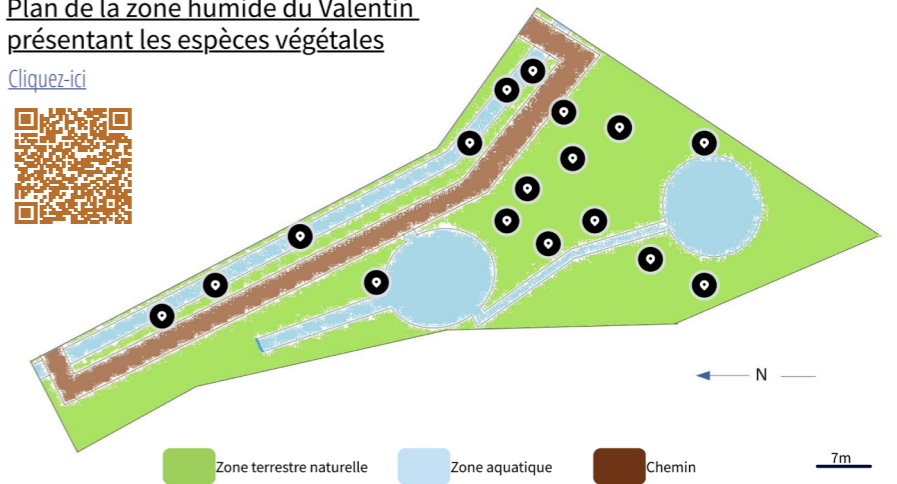 Plan de la zone humide du Valentin
présentant les espèces végétales
Cliquez-ici
N
Zone terrestre naturelle
Zone aquatique
Chemin
7m